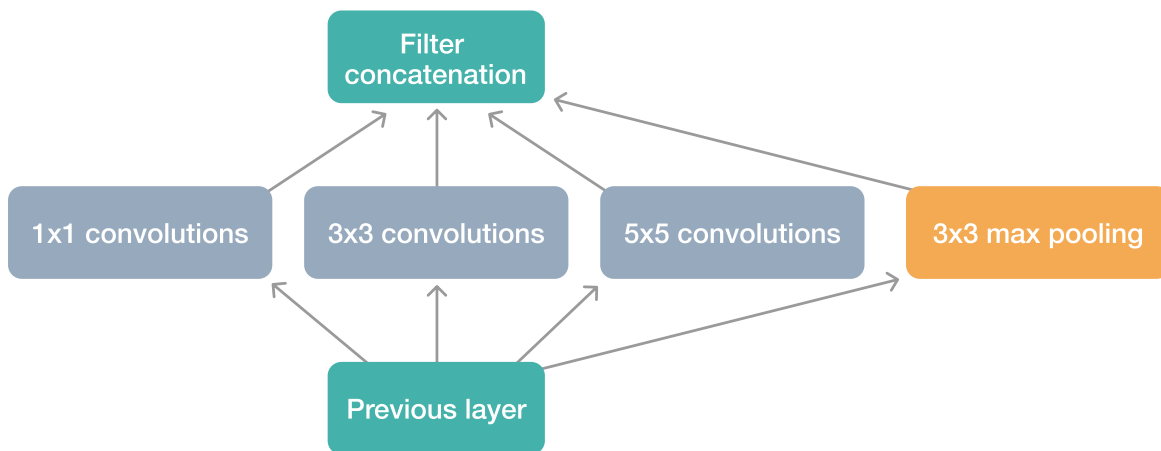 Filter
concatenation
1x1 convolutions
3x3 convolutions
5x5 convolutions
3x3 max pooling
Previous layer